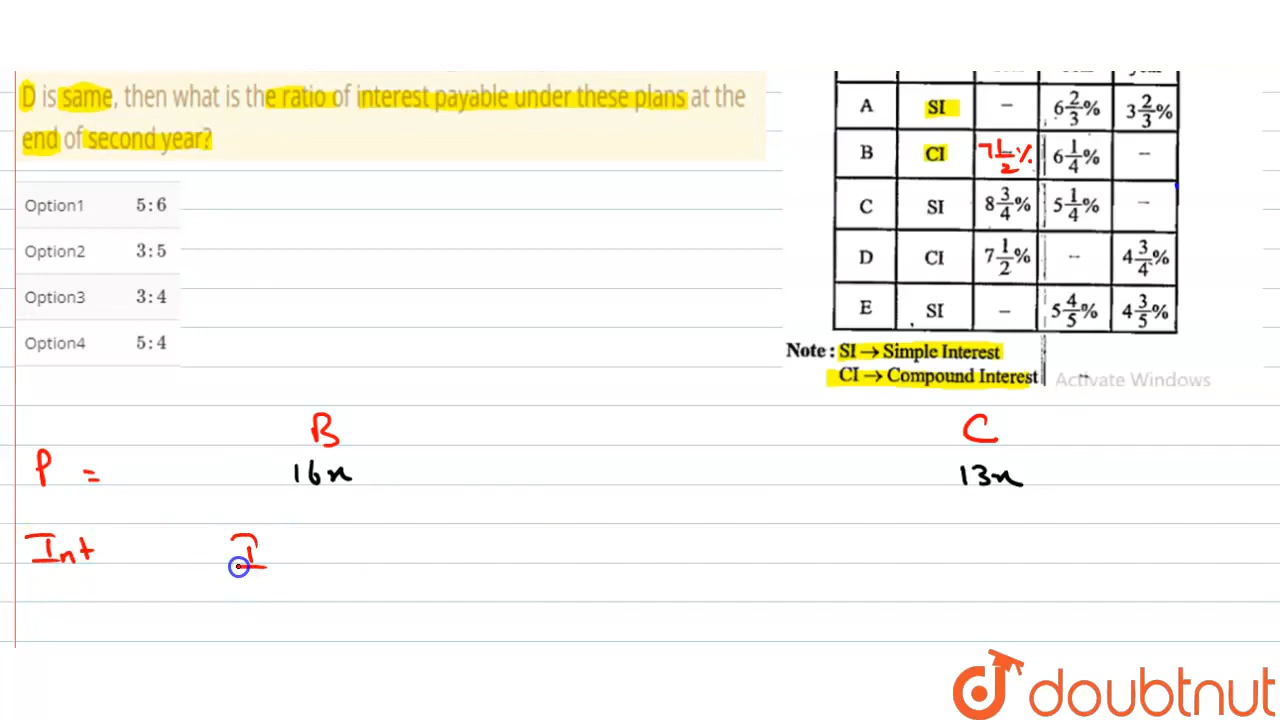 D is same, then what is the ratio of interest payable under these plans at the
end of second year?
Option1 5:6
Option2 3:5
Option3 3:4
Option4 5:4
A SI – 6 2/3% 3 2/3%
B CI 7 1/2 % 6 1/4% –
C SI 8 3/4% 5 1/4% –
D CI 7 1/2% – 4 3/4%
E SI – 5 4/5% 4 3/5%
Note: SI → Simple Interest
CI → Compound Interest
Activate Windows
B C
P = 16x 13x
Int I
doubtnut